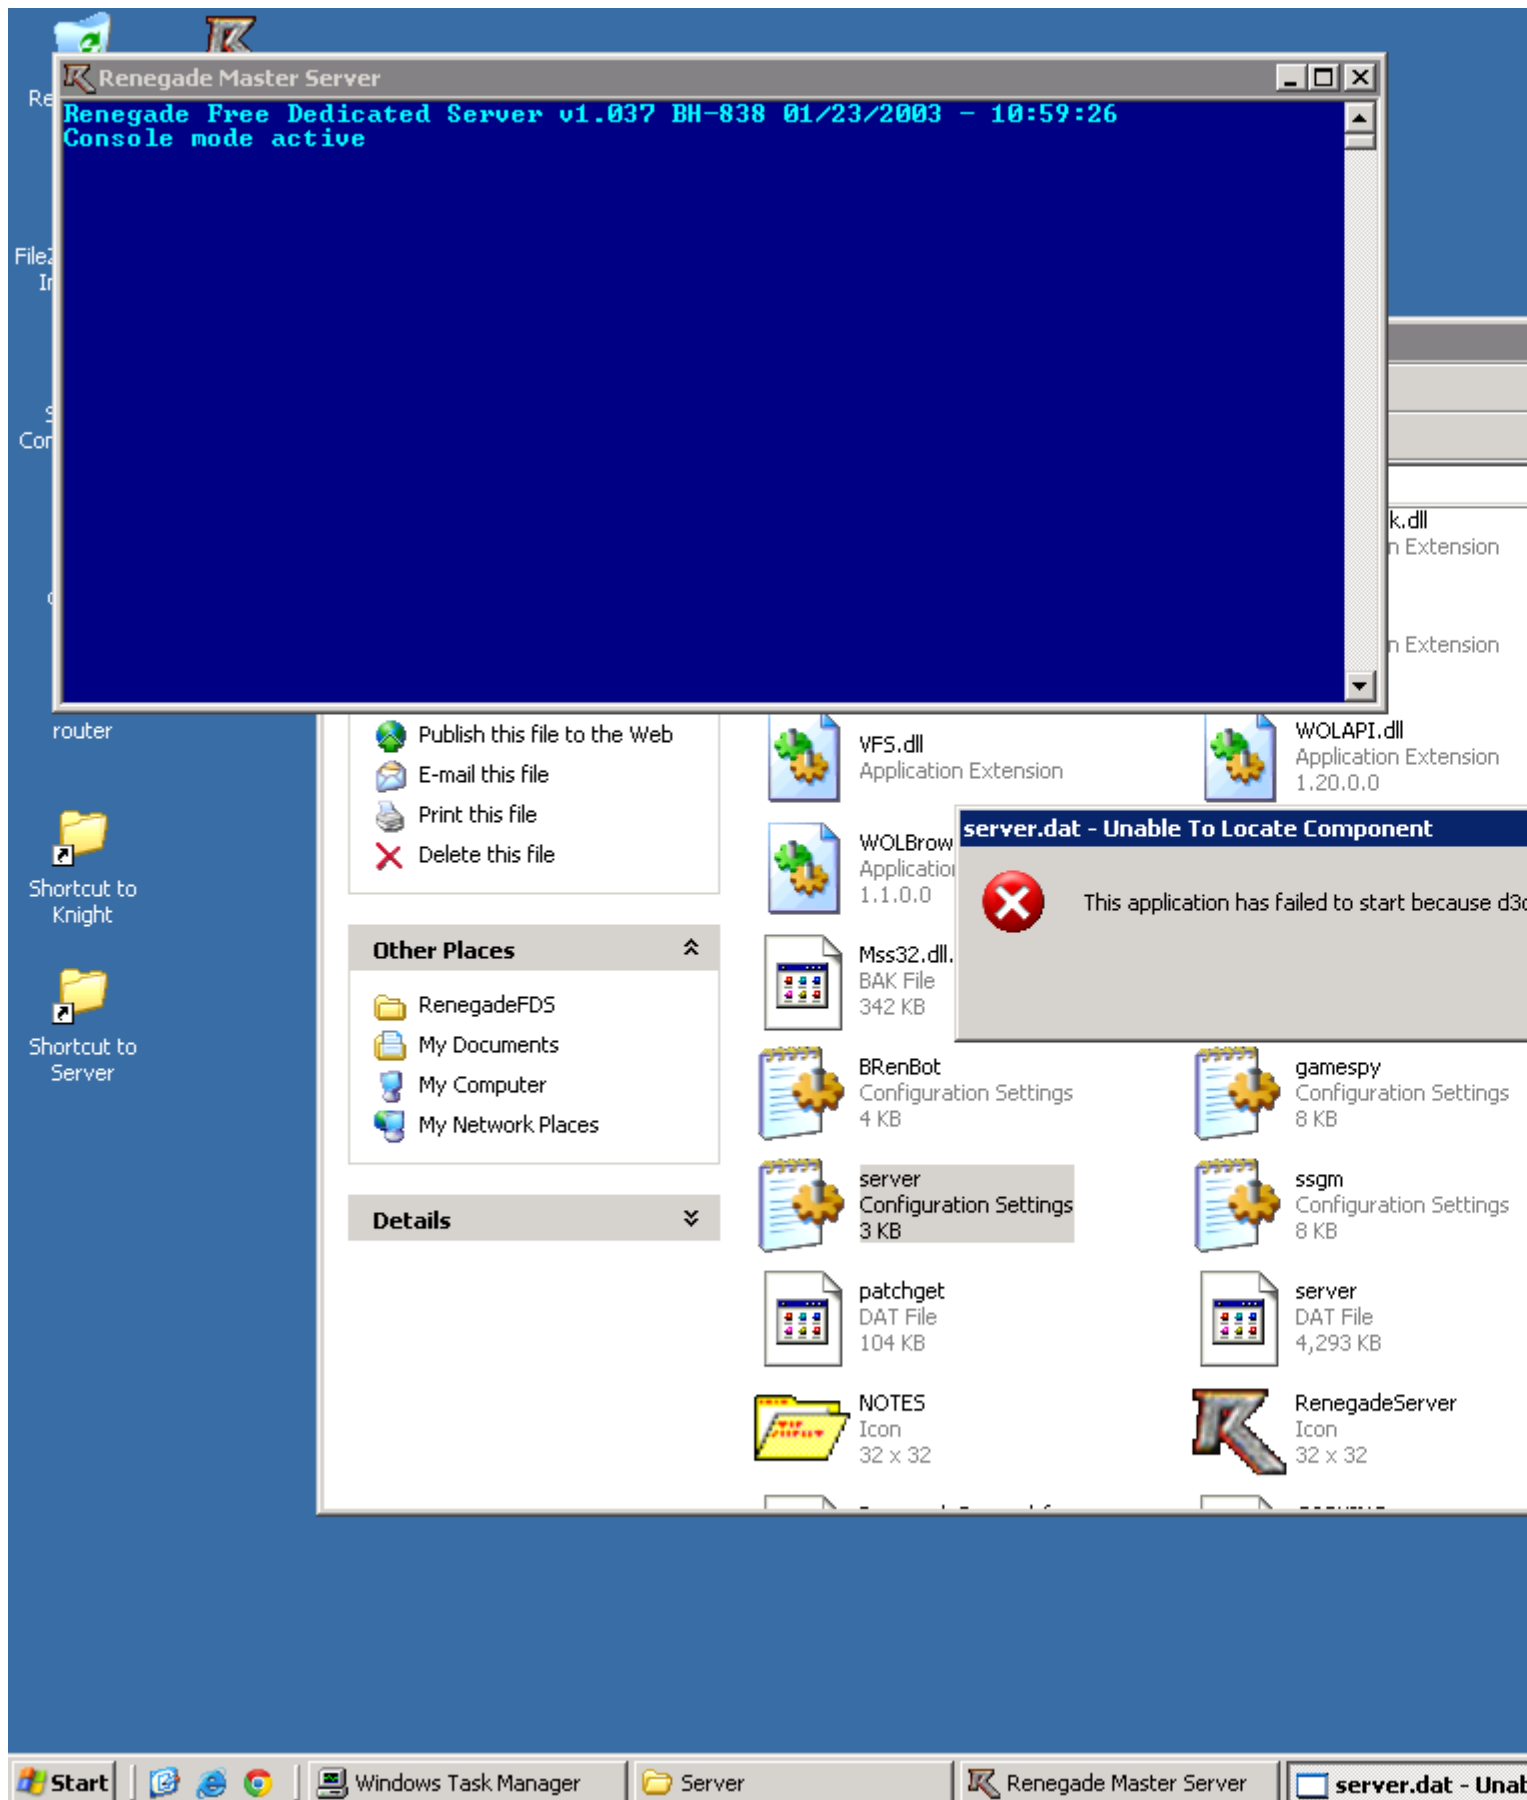 Renegade Master Server
Renegade Free Dedicated Server v1.037 BH-838 01/23/2003 - 10:59:26
Console mode active
k.dll
n Extension
n Extension
router
Shortcut to
Knight
Shortcut to
Server
Publish this file to the Web
E-mail this file
Print this file
Delete this file
Other Places
RenegadeFDS
My Documents
My Computer
My Network Places
Details
VFS.dll
Application Extension
WOLAPI.dll
Application Extension
1.20.0.0
WOLBrow
Application
1.1.0.0
server.dat - Unable To Locate Component
This application has failed to start because d3d
Mss32.dll.
BAK File
342 KB
BRenBot
Configuration Settings
4 KB
gamespy
Configuration Settings
8 KB
server
Configuration Settings
3 KB
ssgm
Configuration Settings
8 KB
patchget
DAT File
104 KB
server
DAT File
4,293 KB
NOTES
Icon
32 x 32
RenegadeServer
Icon
32 x 32
Start
Windows Task Manager
Server
Renegade Master Server
server.dat - Unab